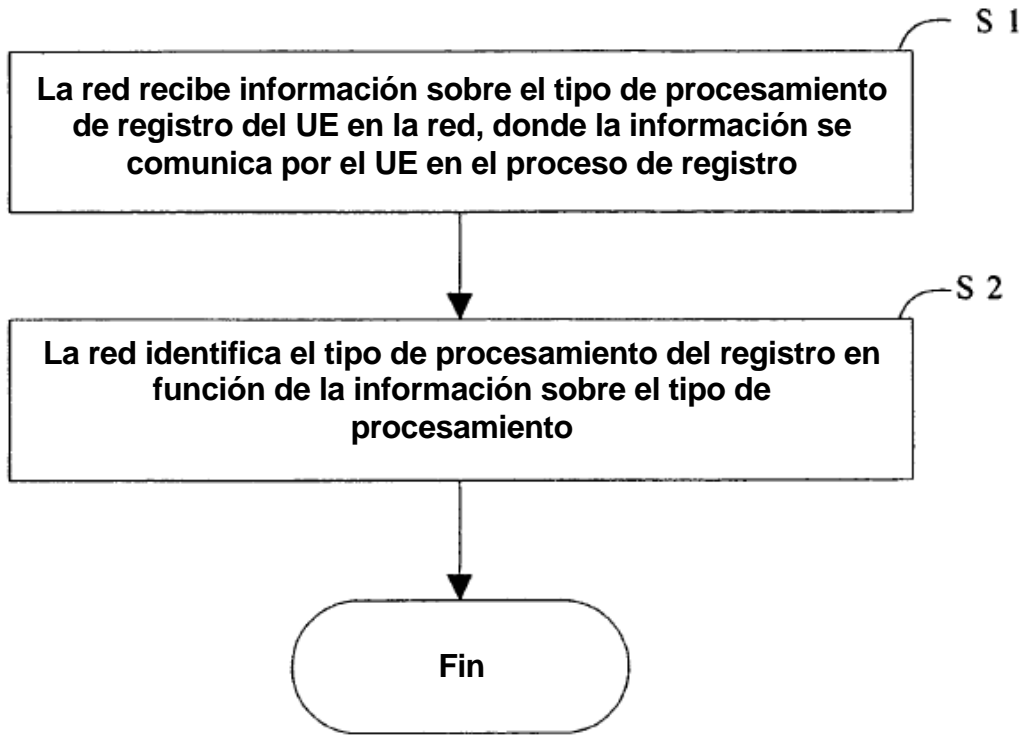 S 1
La red recibe información sobre el tipo de procesamiento
de registro del UE en la red, donde la información se
comunica por el UE en el proceso de registro
S 2
La red identifica el tipo de procesamiento del registro en
función de la información sobre el tipo de
procesamiento
Fin